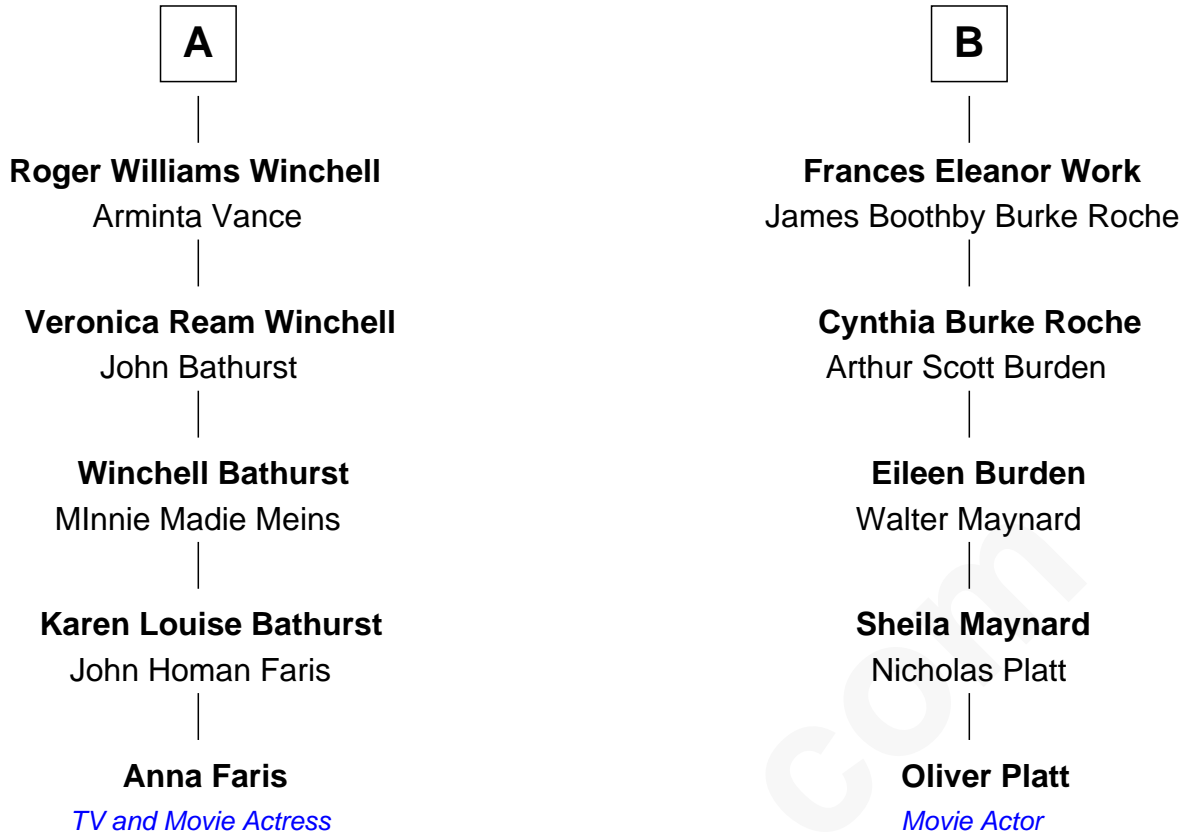 A
Roger Williams Winchell
Arminta Vance
Veronica Ream Winchell
John Bathurst
Winchell Bathurst
MInnie Madie Meins
Karen Louise Bathurst
John Homan Faris
Anna Faris
TV and Movie Actress
B
Frances Eleanor Work
James Boothby Burke Roche
Cynthia Burke Roche
Arthur Scott Burden
Eileen Burden
Walter Maynard
Sheila Maynard
Nicholas Platt
Oliver Platt
Movie Actor
com